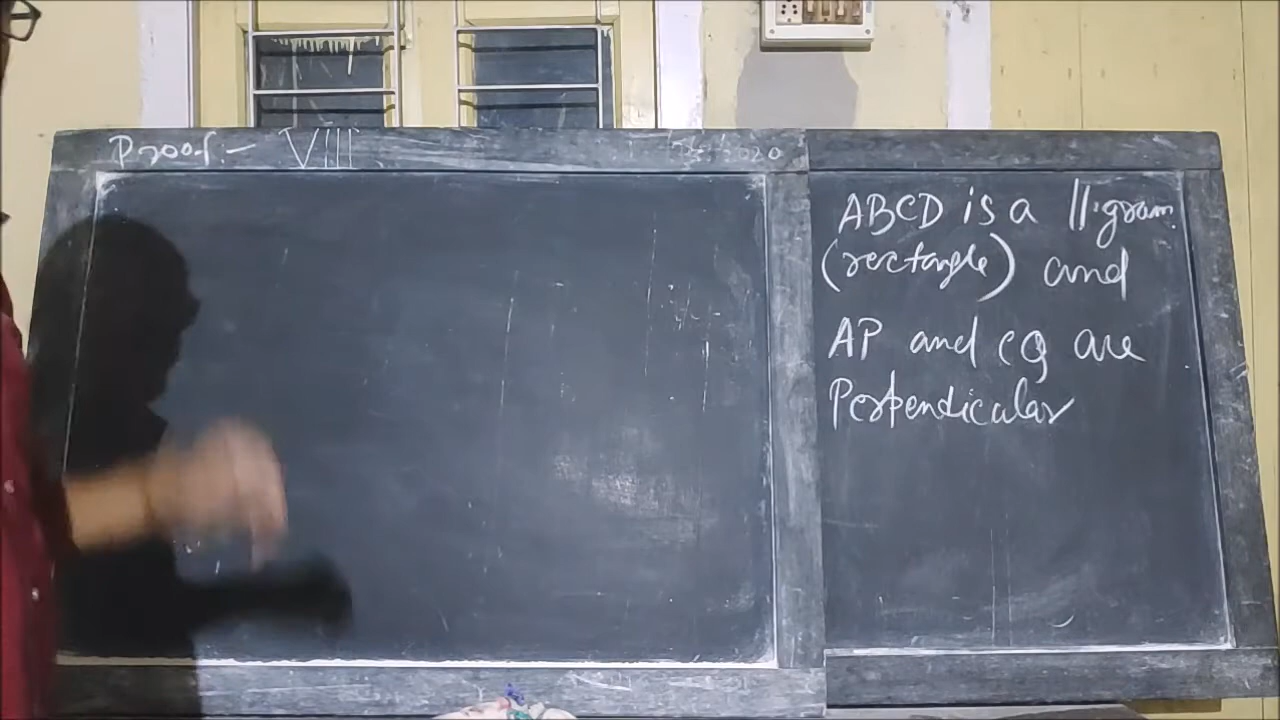 Proof:- VIII
2020
ABCD is a ||gram
(rectangle) and
AP and CQ are
Perpendicular